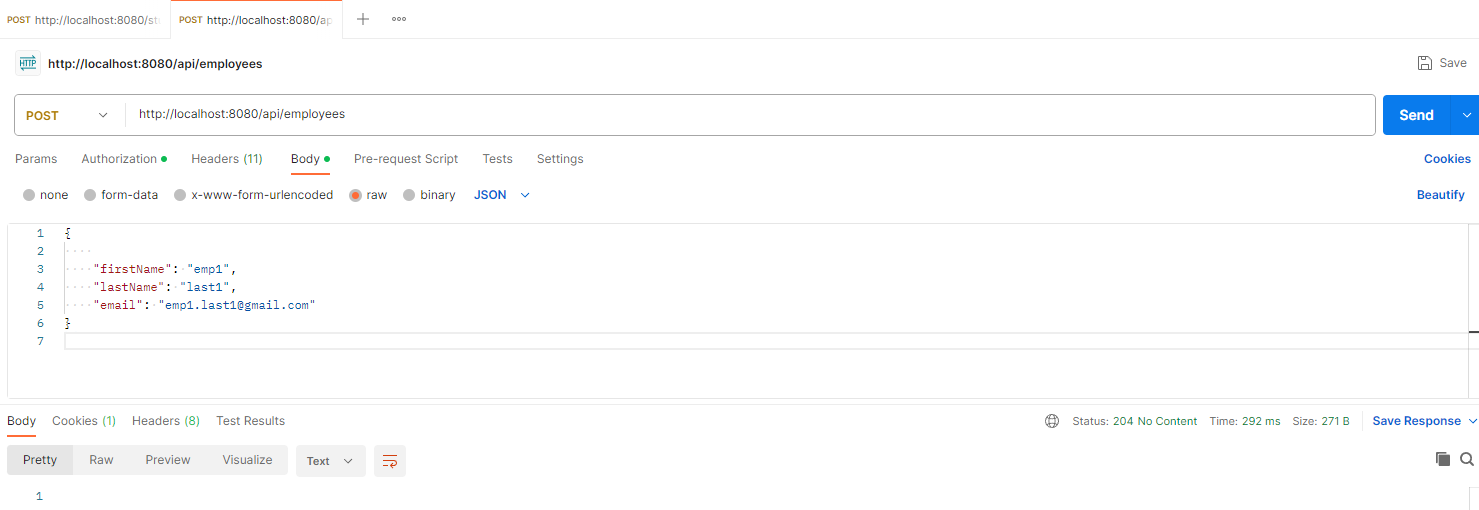 POST http://localhost:8080/st POST http://localhost:8080/ap
HTTP http://localhost:8080/api/employees Save
POST http://localhost:8080/api/employees Send
Params Authorization Headers (11) Body Pre-request Script Tests Settings Cookies
none form-data x-www-form-urlencoded raw binary JSON Beautify
1 {
2
3 "firstName": "emp1",
4 "lastName": "last1",
5 "email": "emp1.last1@gmail.com"
6 }
7
Body Cookies (1) Headers (8) Test Results Status: 204 No Content Time: 292 ms Size: 271 B Save Response
Pretty Raw Preview Visualize Text
1